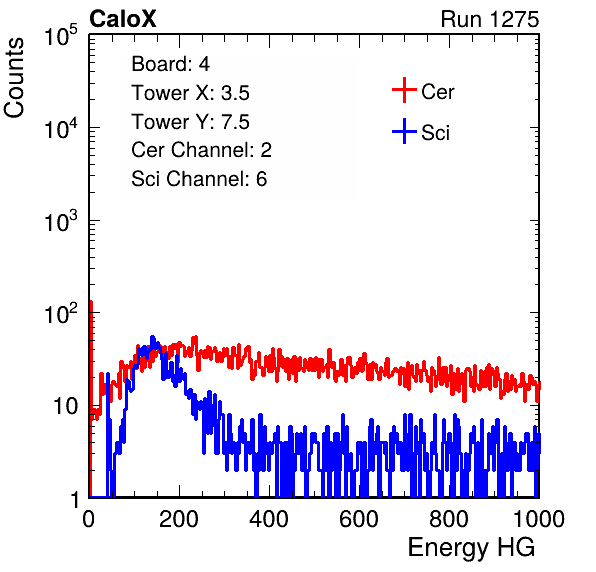 CaloX Run 1275
Counts
10^5
10^4
10^3
10^2
10
1
Board: 4
Tower X: 3.5
Tower Y: 7.5
Cer Channel: 2
Sci Channel: 6
Cer
Sci
0 200 400 600 800 1000
Energy HG